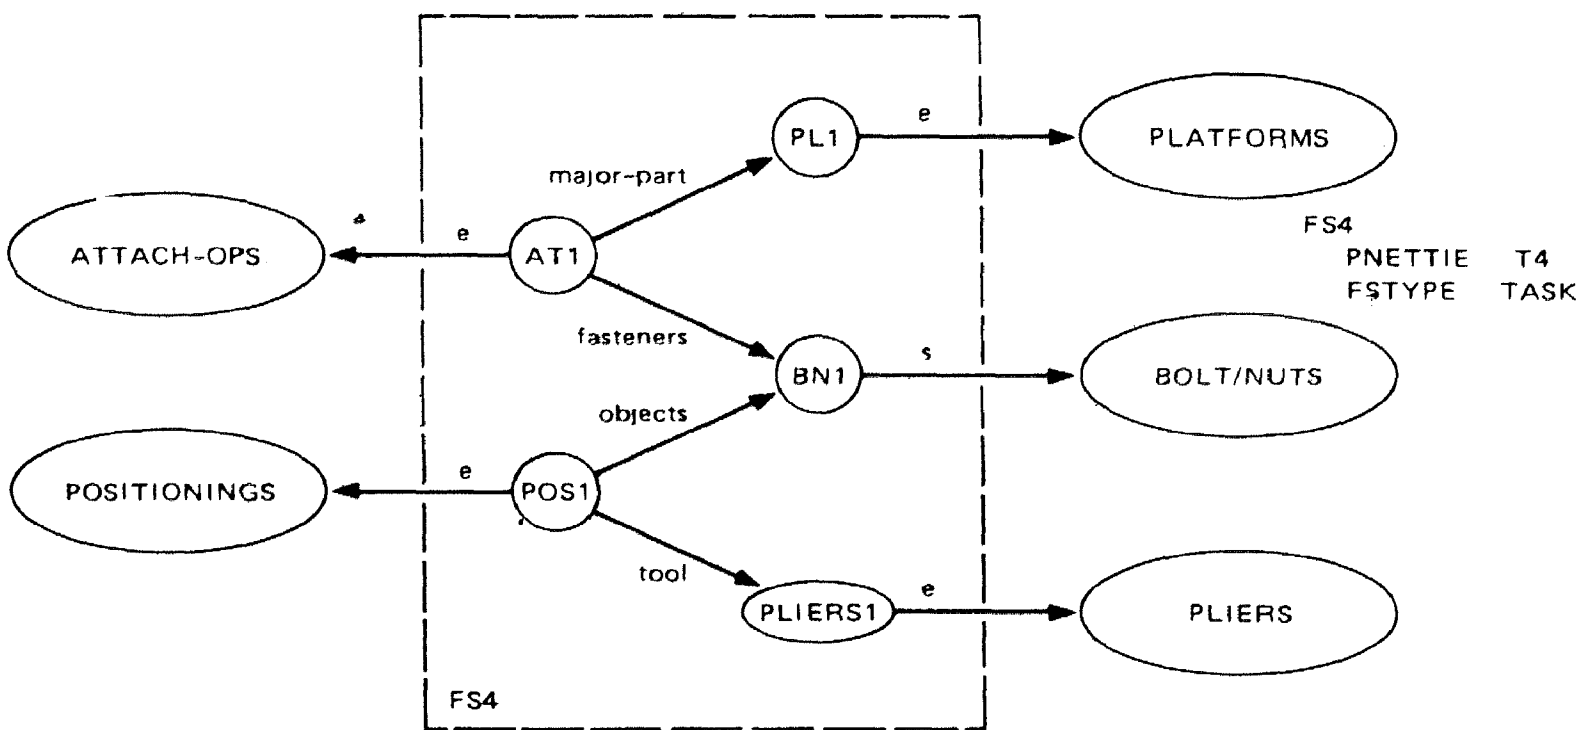 PL1
e
PLATFORMS
major-part
FS4
ATTACH-OPS
e
AT1
PNETTIE T4
FSTYPE TASK
fasteners
BN1
s
BOLT/NUTS
objects
POSITIONINGS
e
POS1
tool
PLIERS1
e
PLIERS
FS4